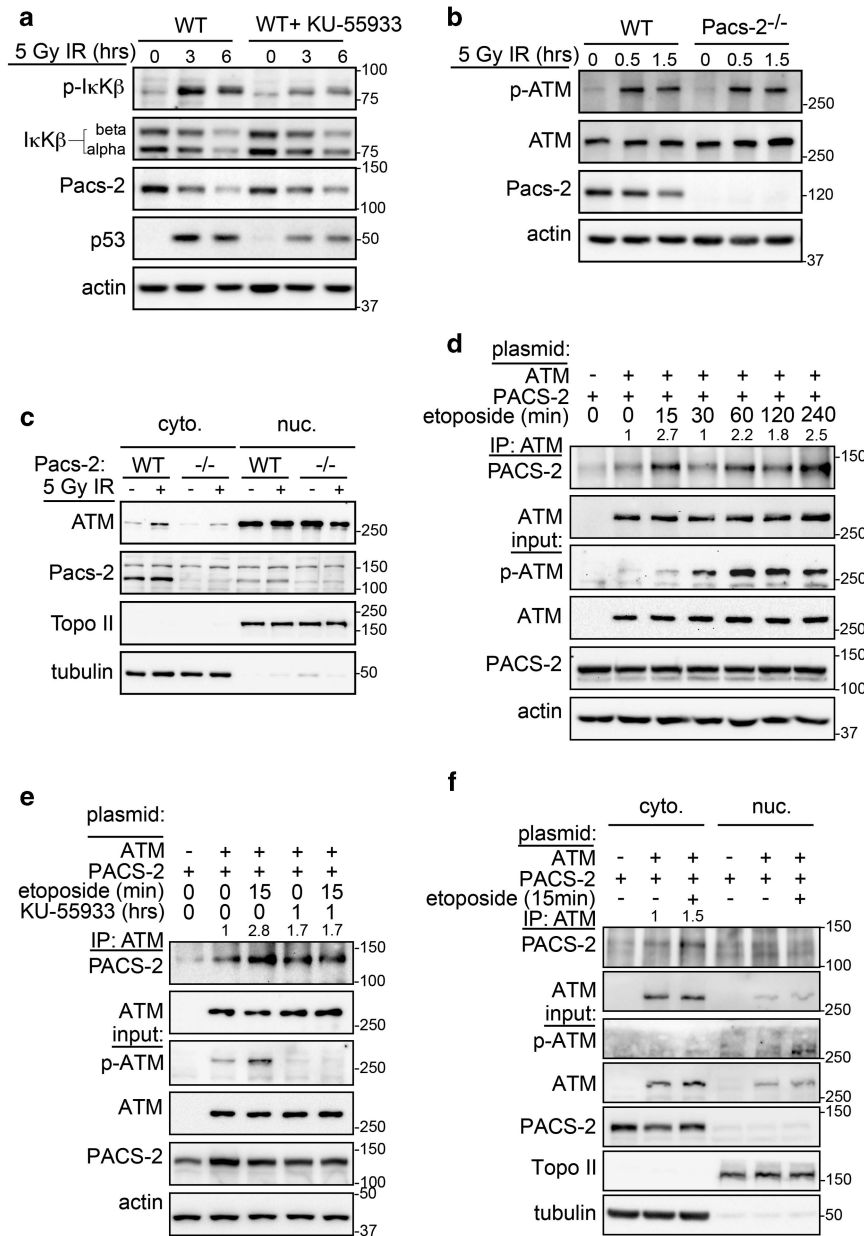 a
WT WT+ KU-55933
5 Gy IR (hrs) 0 3 6 0 3 6
p-IκKβ -100 -75
IκKβ beta alpha -75
Pacs-2 -150 -100
p53 -50
actin -37
b
WT Pacs-2-/-
5 Gy IR (hrs) 0 0.5 1.5 0 0.5 1.5
p-ATM -250
ATM -250
Pacs-2 -120
actin -37
c
cyto. nuc.
Pacs-2: WT -/- WT -/-
5 Gy IR - + - + - + - +
ATM -250
Pacs-2 -150 -100
Topo II -250 -150
tubulin -50
d
plasmid:
ATM - + + + + + +
PACS-2 + + + + + + +
etoposide (min) 0 0 15 30 60 120 240
IP: ATM 1 2.7 1 2.2 1.8 2.5
PACS-2 -150
ATM -250
input:
p-ATM -250
ATM -250
PACS-2 -150 -100
actin -37
e
plasmid:
ATM - + + + +
PACS-2 + + + + +
etoposide (min) 0 0 15 0 15
KU-55933 (hrs) 0 0 0 1 1
IP: ATM 1 2.8 1.7 1.7
PACS-2 -150 -100
ATM -250
input:
p-ATM -250
ATM -250
PACS-2 -150 -100
actin -50 -37
f
cyto. nuc.
plasmid:
ATM - + + - + +
PACS-2 + + + + + +
etoposide (15min) - - + - - +
IP: ATM 1 1.5
PACS-2 -150 -100
ATM -250
input:
p-ATM -250
ATM -250
PACS-2 -150
Topo II -150
tubulin -50